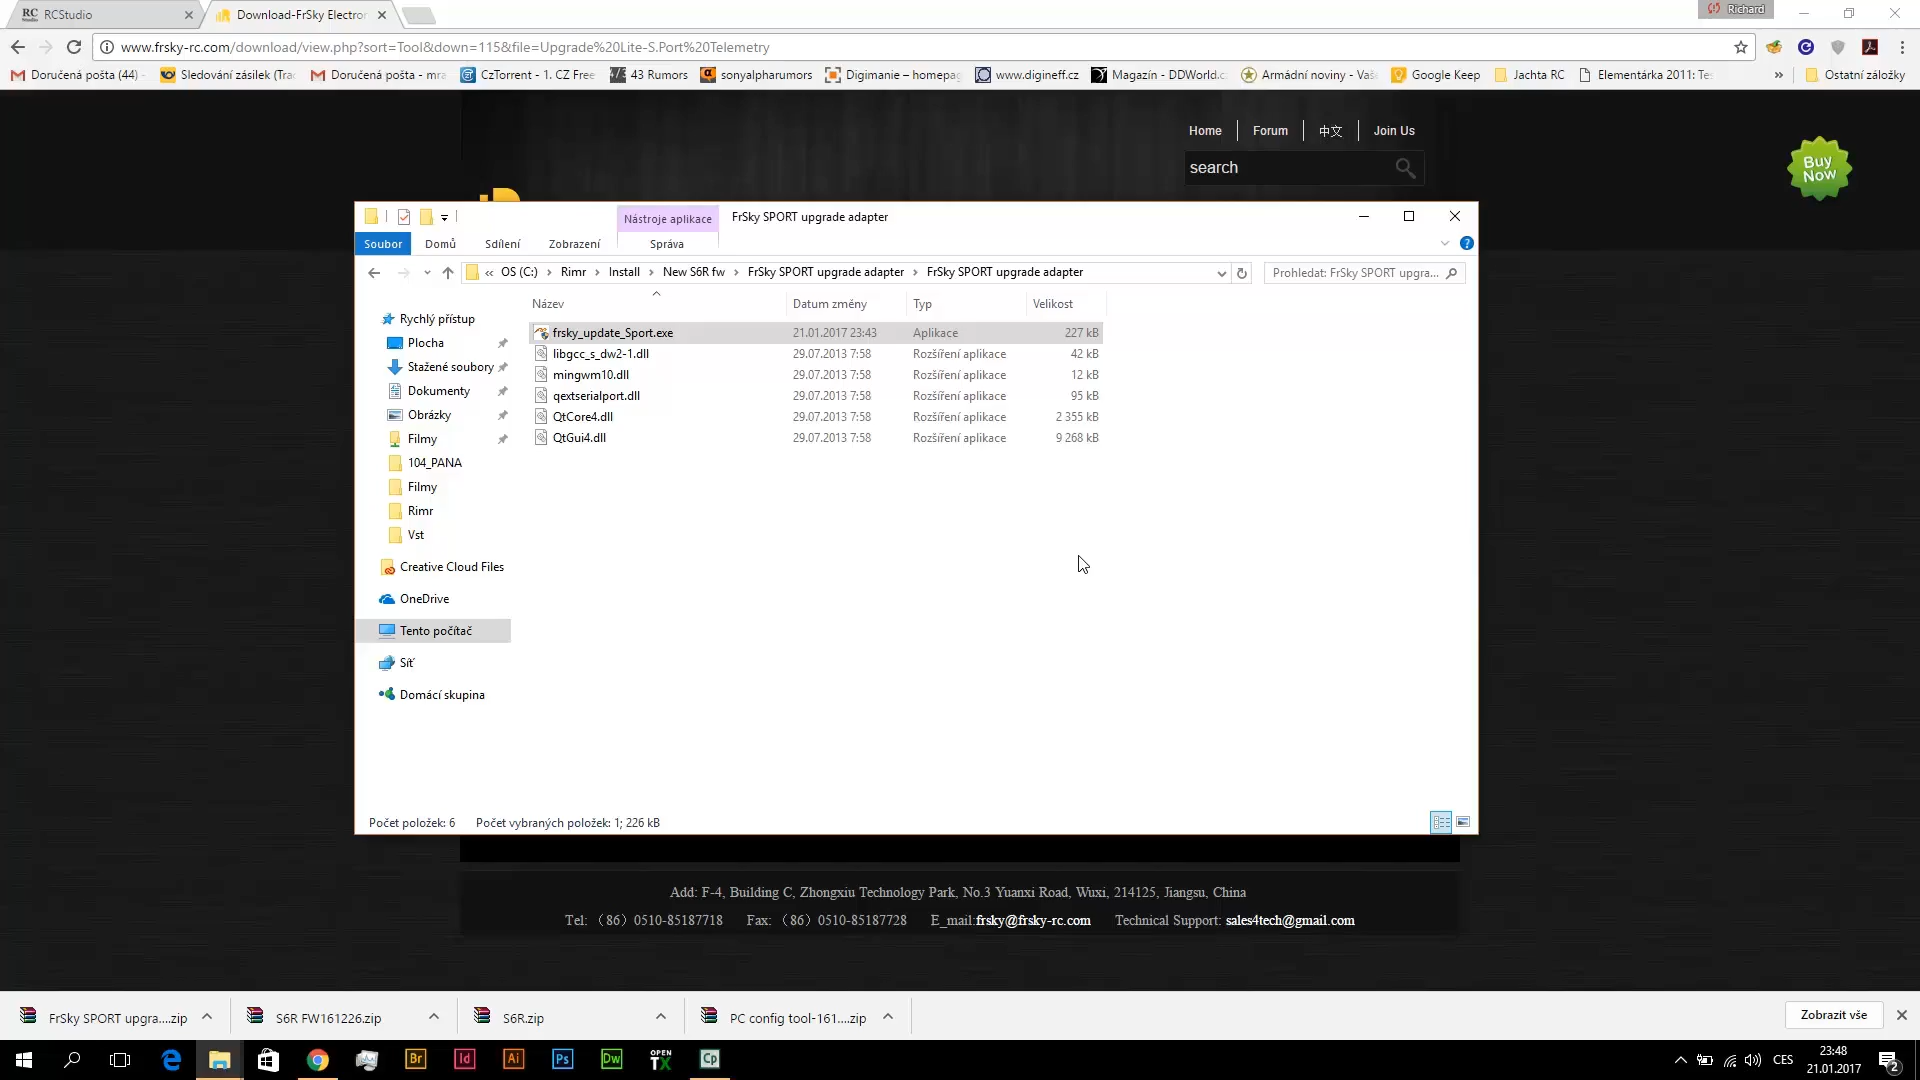 RC RCStudio
Download-FrSky Electron
Richard
www.frsky-rc.com/download/view.php?sort=Tool&down=115&file=Upgrade%20Lite-S.Port%20Telemetry
Doručená pošta (44) -
Sledování zásilek (Trac
Doručená pošta - mra
CzTorrent - 1. CZ Free
43 Rumors
sonyalpharumors
Digimanie – homepag
www.digineff.cz
Magazín - DDWorld.c
Armádní noviny - Vaš
Google Keep
Jachta RC
Elementárka 2011: Te
»
Ostatní záložky
Home
Forum
中文
Join Us
search
Buy
Now
Nástroje aplikace
FrSky SPORT upgrade adapter
Soubor
Domů
Sdílení
Zobrazení
Správa
« OS (C:) › Rimr › Install › New S6R fw › FrSky SPORT upgrade adapter › FrSky SPORT upgrade adapter
Prohledat: FrSky SPORT upgra...
Název
Datum změny
Typ
Velikost
Rychlý přístup
Plocha
Stažené soubory
Dokumenty
Obrázky
Filmy
104_PANA
Filmy
Rimr
Vst
Creative Cloud Files
OneDrive
Tento počítač
Síť
Domácí skupina
frsky_update_Sport.exe 21.01.2017 23:43 Aplikace 227 kB
libgcc_s_dw2-1.dll 29.07.2013 7:58 Rozšíření aplikace 42 kB
mingwm10.dll 29.07.2013 7:58 Rozšíření aplikace 12 kB
qextserialport.dll 29.07.2013 7:58 Rozšíření aplikace 95 kB
QtCore4.dll 29.07.2013 7:58 Rozšíření aplikace 2 355 kB
QtGui4.dll 29.07.2013 7:58 Rozšíření aplikace 9 268 kB
Počet položek: 6
Počet vybraných položek: 1; 226 kB
Add: F-4, Building C, Zhongxiu Technology Park, No.3 Yuanxi Road, Wuxi, 214125, Jiangsu, China
Tel: （86）0510-85187718 Fax: （86）0510-85187728 E_mail:frsky@frsky-rc.com Technical Support: sales4tech@gmail.com
FrSky SPORT upgra....zip
S6R FW161226.zip
S6R.zip
PC config tool-161....zip
Zobrazit vše
Br
Id
Ai
Ps
Dw
OPEN
TX
Cp
CES
23:48
21.01.2017
2